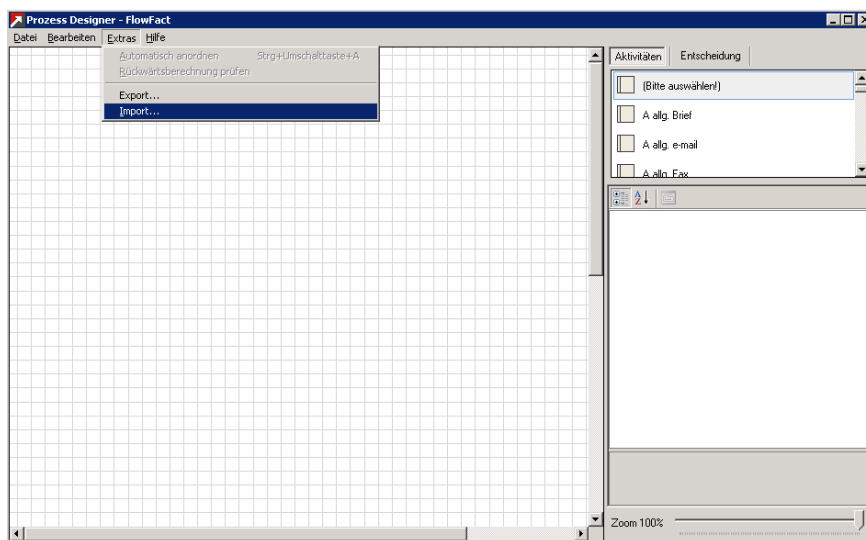 Prozess Designer - FlowFact
Datei Bearbeiten Extras Hilfe
Automatisch anordnen Strg+Umschalttaste+A
Rückwärtsberechnung prüfen
Export...
Import...
Aktivitäten Entscheidung
(Bitte auswählen!)
A allg. Brief
A allg. e-mail
A allg. Fax
Zoom 100%